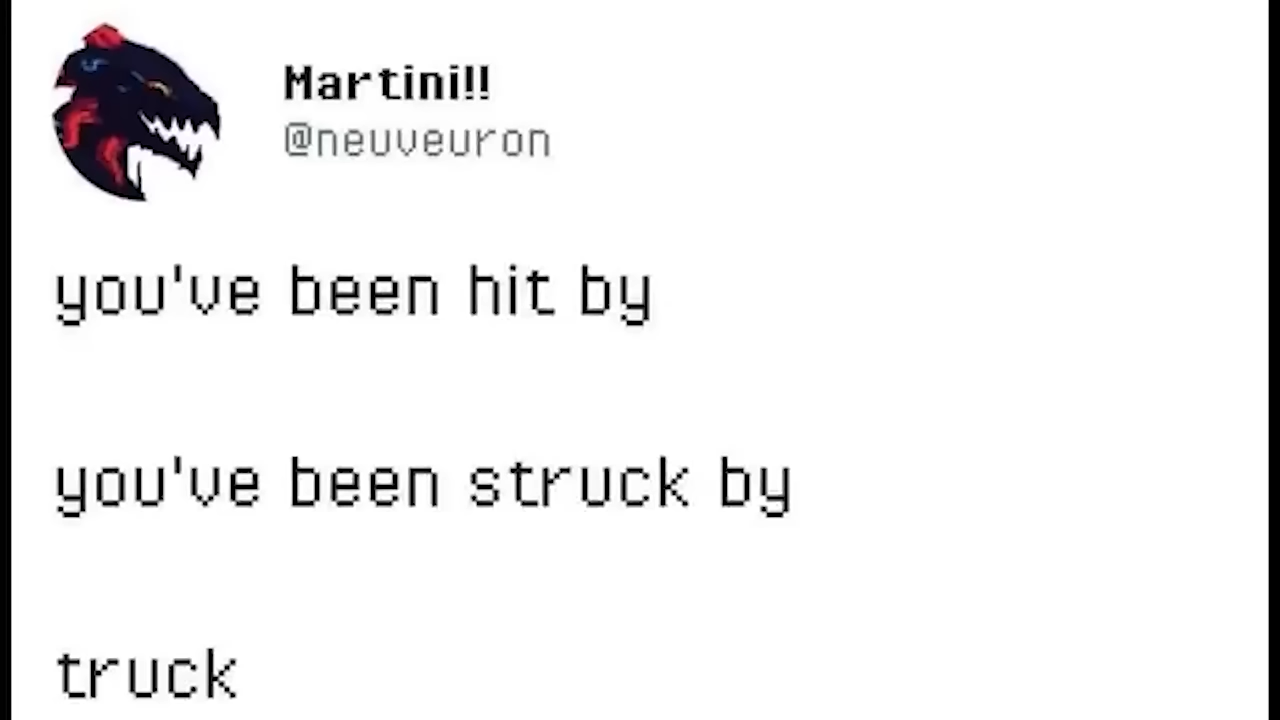 Martini!!
@neuveuron
you've been hit by
you've been struck by
truck